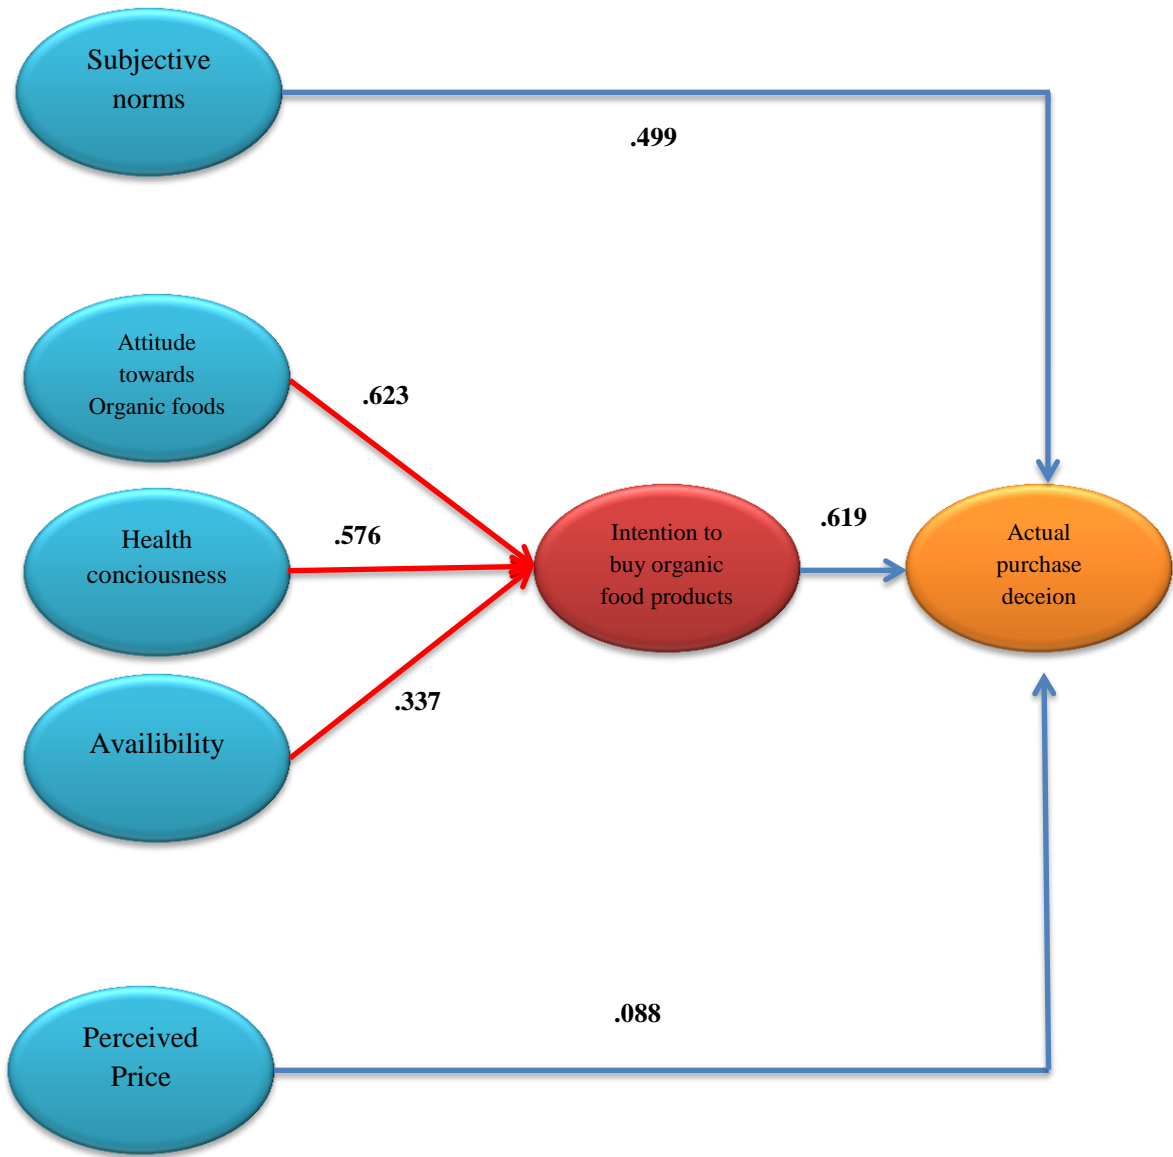 Subjective
norms
.499
Attitude
towards
Organic foods
.623
Health
conciousness
.576
Intention to
buy organic
food products
.619
Actual
purchase
deceion
Availibility
.337
Perceived
Price
.088